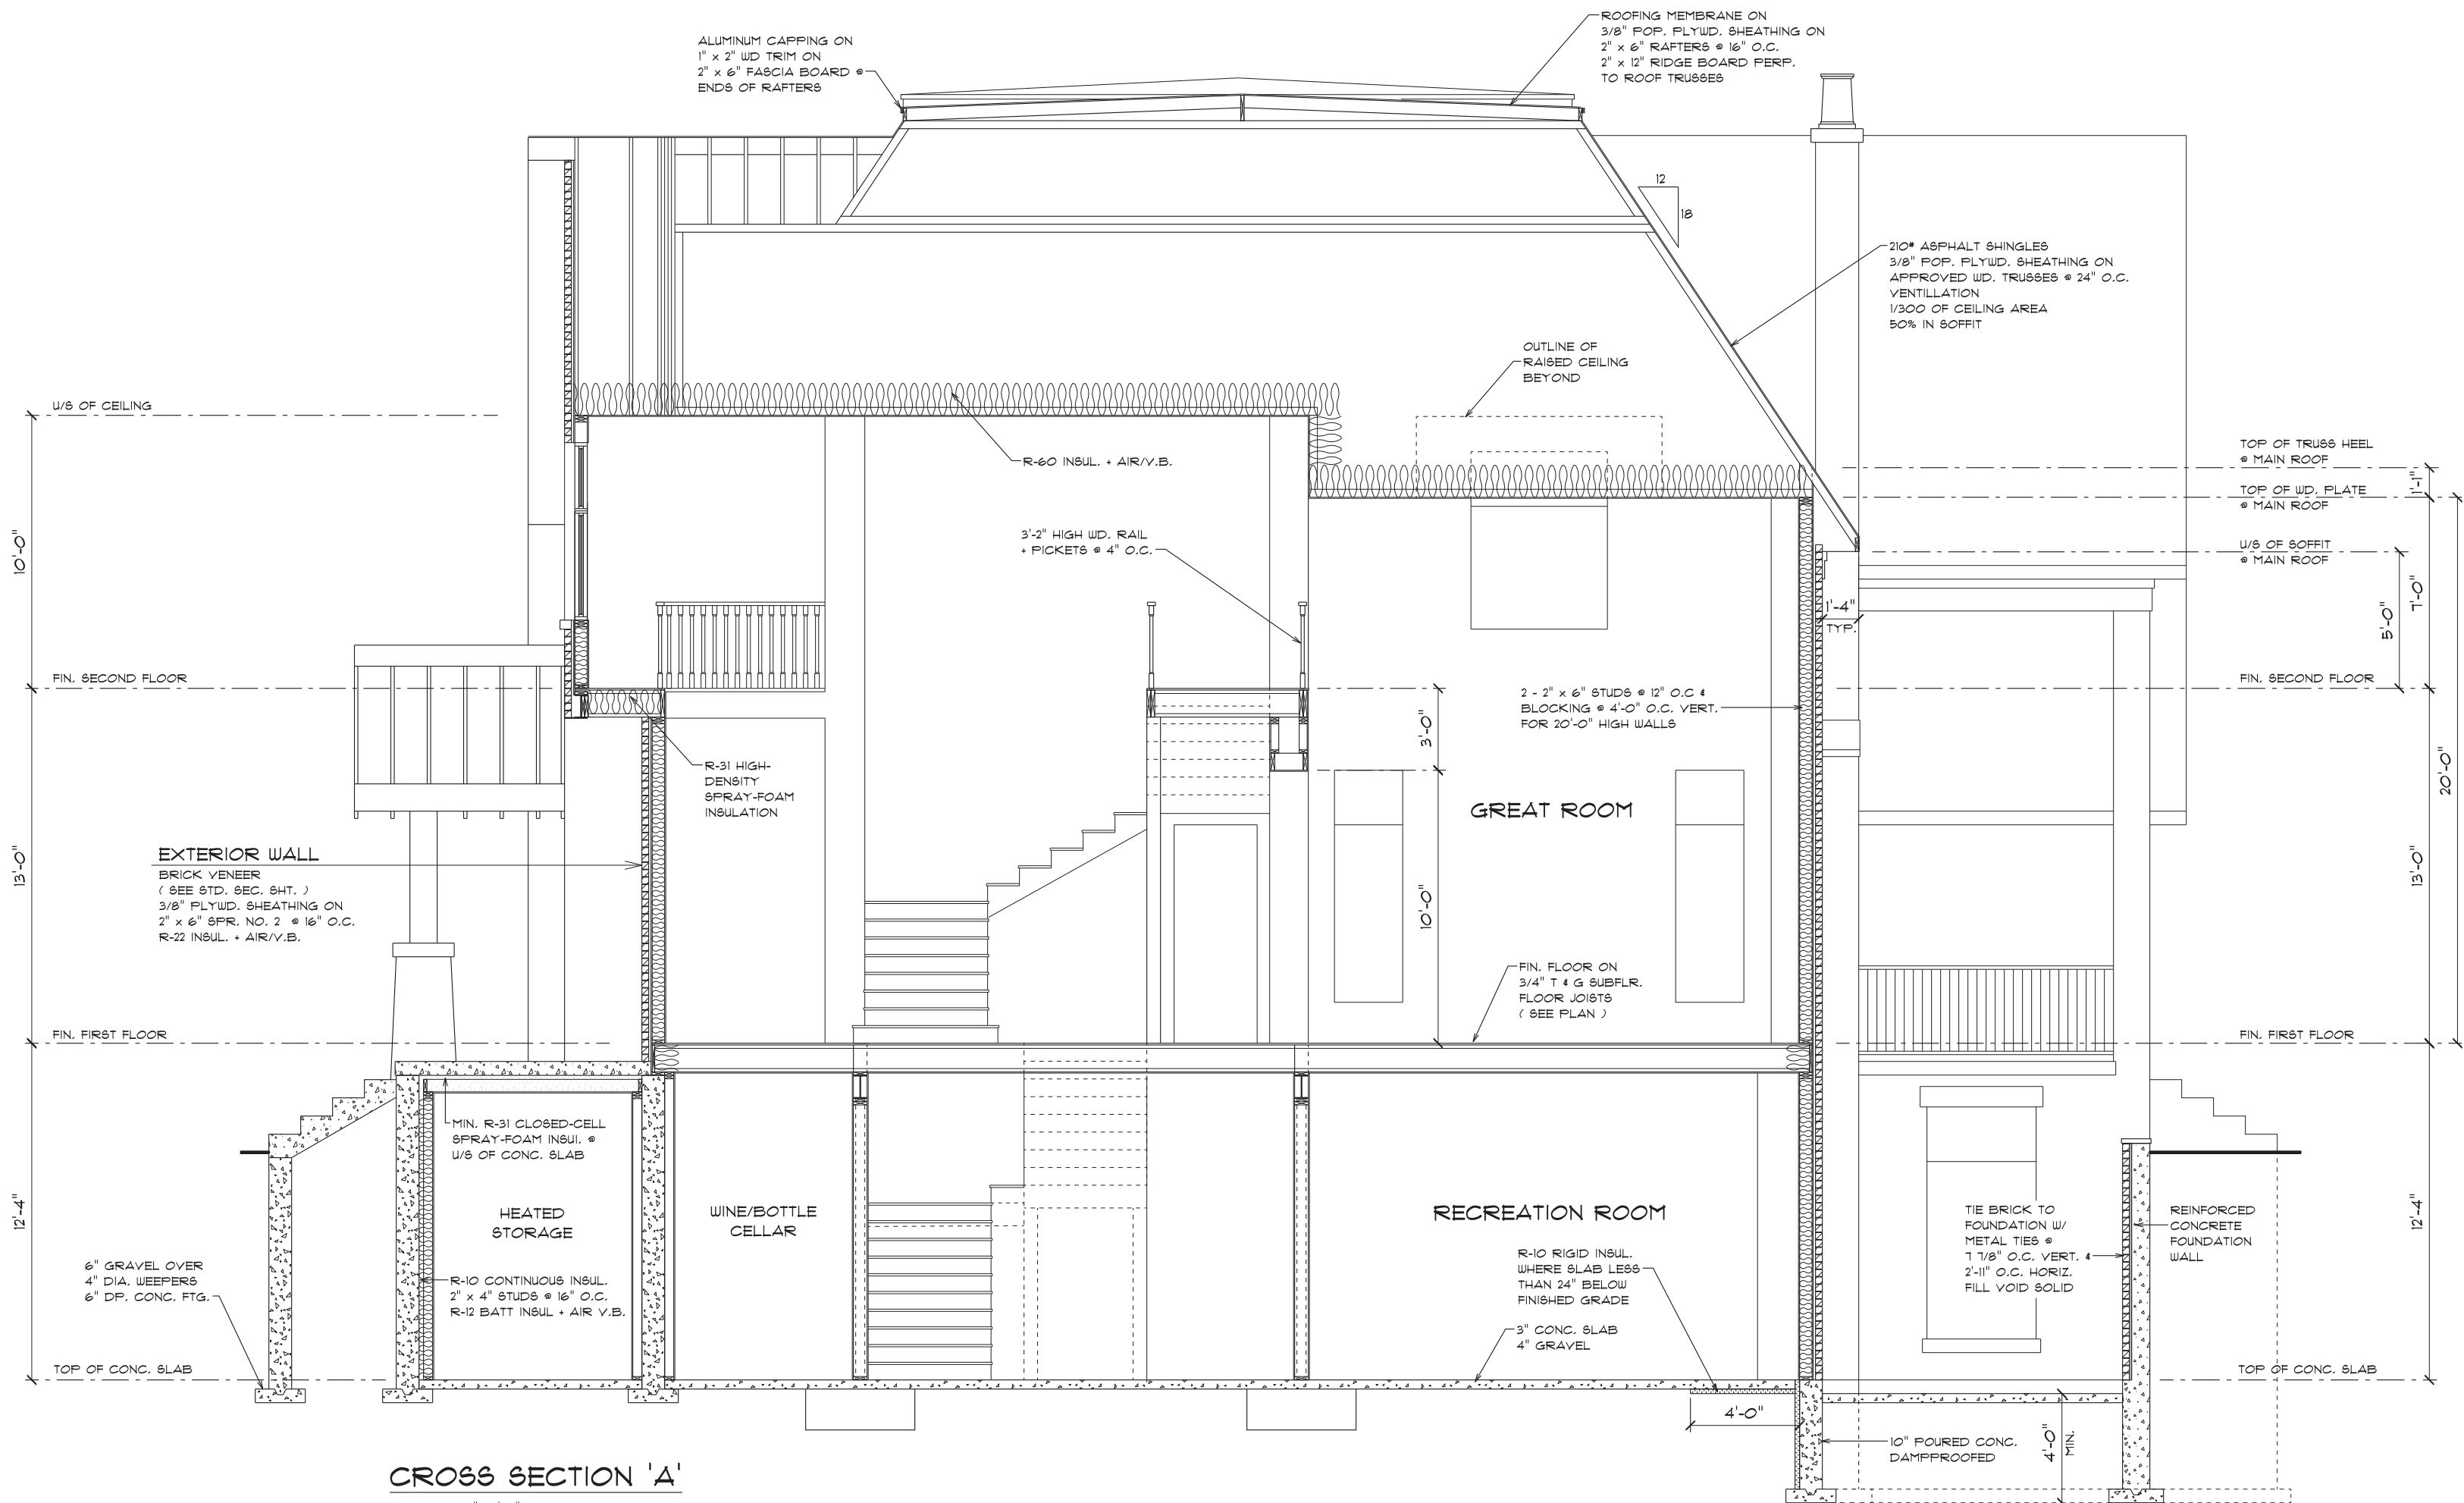 ALUMINUM CAPPING ON
1" x 2" WD TRIM ON
2" x 6" FASCIA BOARD @
ENDS OF RAFTERS
ROOFING MEMBRANE ON
3/8" POP. PLYWD. SHEATHING ON
2" x 6" RAFTERS @ 16" O.C.
2" x 12" RIDGE BOARD PERP.
TO ROOF TRUSSES
12
18
210# ASPHALT SHINGLES
3/8" POP. PLYWD. SHEATHING ON
APPROVED WD. TRUSSES @ 24" O.C.
VENTILLATION
1/300 OF CEILING AREA
50% IN SOFFIT
OUTLINE OF
RAISED CEILING
BEYOND
U/S OF CEILING
R-60 INSUL. + AIR/V.B.
TOP OF TRUSS HEEL
@ MAIN ROOF
1'-1"
TOP OF WD. PLATE
@ MAIN ROOF
U/S OF SOFFIT
@ MAIN ROOF
10'-0"
3'-2" HIGH WD. RAIL
+ PICKETS @ 4" O.C.
1'-4"
TYP.
5'-0"
7'-0"
FIN. SECOND FLOOR
FIN. SECOND FLOOR
2 - 2" x 6" STUDS @ 12" O.C &
BLOCKING @ 4'-0" O.C. VERT.
FOR 20'-0" HIGH WALLS
3'-0"
R-31 HIGH-
DENSITY
SPRAY-FOAM
INSULATION
20'-0"
GREAT ROOM
EXTERIOR WALL
BRICK VENEER
( SEE STD. SEC. SHT. )
3/8" PLYWD. SHEATHING ON
2" x 6" SPR. NO. 2 @ 16" O.C.
R-22 INSUL. + AIR/V.B.
13'-0"
10'-0"
13'-0"
FIN. FLOOR ON
3/4" T & G SUBFLR.
FLOOR JOISTS
( SEE PLAN )
FIN. FIRST FLOOR
FIN. FIRST FLOOR
MIN. R-31 CLOSED-CELL
SPRAY-FOAM INSUL. @
U/S OF CONC. SLAB
12'-4"
HEATED
STORAGE
WINE/BOTTLE
CELLAR
RECREATION ROOM
TIE BRICK TO
FOUNDATION W/
METAL TIES @
7 7/8" O.C. VERT. &
2'-11" O.C. HORIZ.
FILL VOID SOLID
REINFORCED
CONCRETE
FOUNDATION
WALL
12'-4"
6" GRAVEL OVER
4" DIA. WEEPERS
6" DP. CONC. FTG.
R-10 CONTINUOUS INSUL.
2" x 4" STUDS @ 16" O.C.
R-12 BATT INSUL + AIR V.B.
R-10 RIGID INSUL.
WHERE SLAB LESS
THAN 24" BELOW
FINISHED GRADE
3" CONC. SLAB
4" GRAVEL
TOP OF CONC. SLAB
TOP OF CONC. SLAB
4'-0"
10" POURED CONC.
DAMPPROOFED
4'-0"
MIN.
CROSS SECTION 'A'